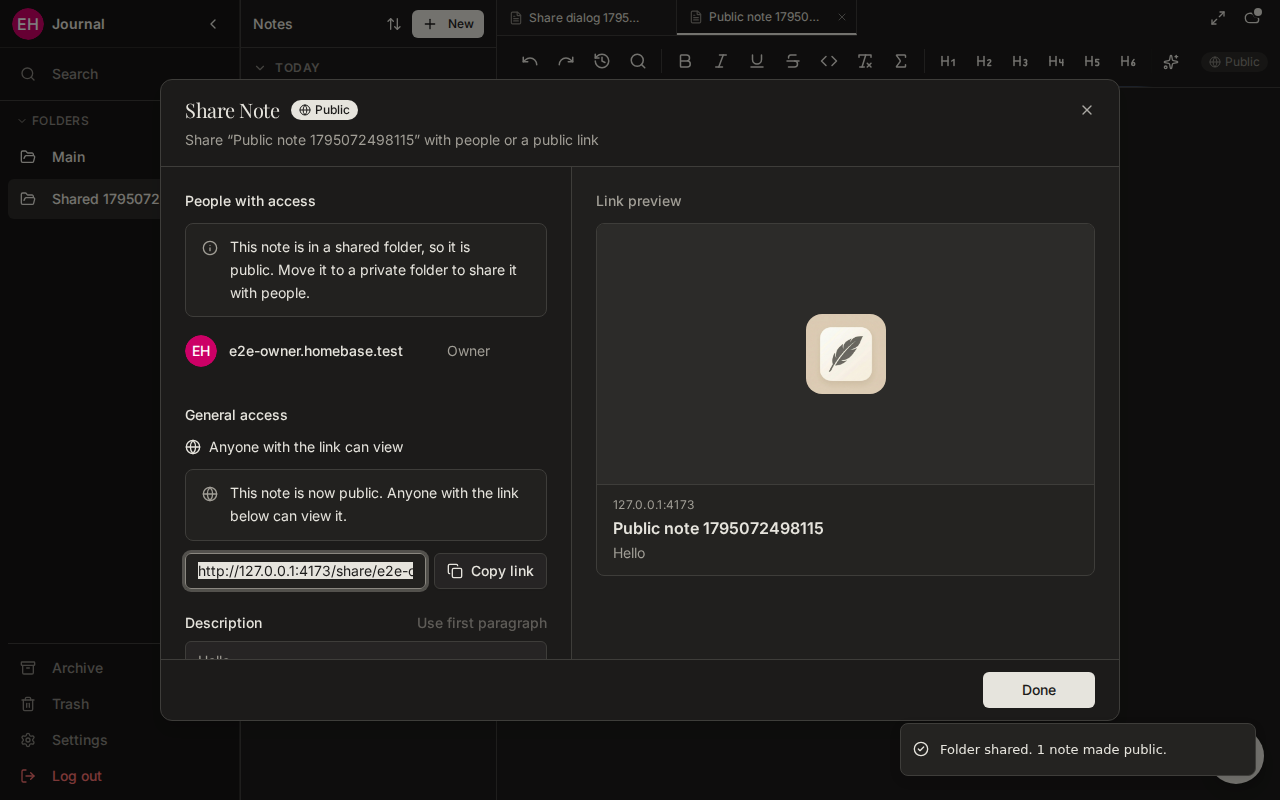 EH Journal
Notes
New
Share dialog 1795...
Public note 17950...
Search
TODAY
H1 H2 H3 H4 H5 H6
Public
FOLDERS
Main
Shared 1795072
Archive
Trash
Settings
Log out
Share Note
Public
Share “Public note 1795072498115” with people or a public link
People with access
This note is in a shared folder, so it is
public. Move it to a private folder to share it
with people.
EH e2e-owner.homebase.test Owner
General access
Anyone with the link can view
This note is now public. Anyone with the link
below can view it.
http://127.0.0.1:4173/share/e2e-o
Copy link
Description
Use first paragraph
Hello
Link preview
127.0.0.1:4173
Public note 1795072498115
Hello
Done
Folder shared. 1 note made public.